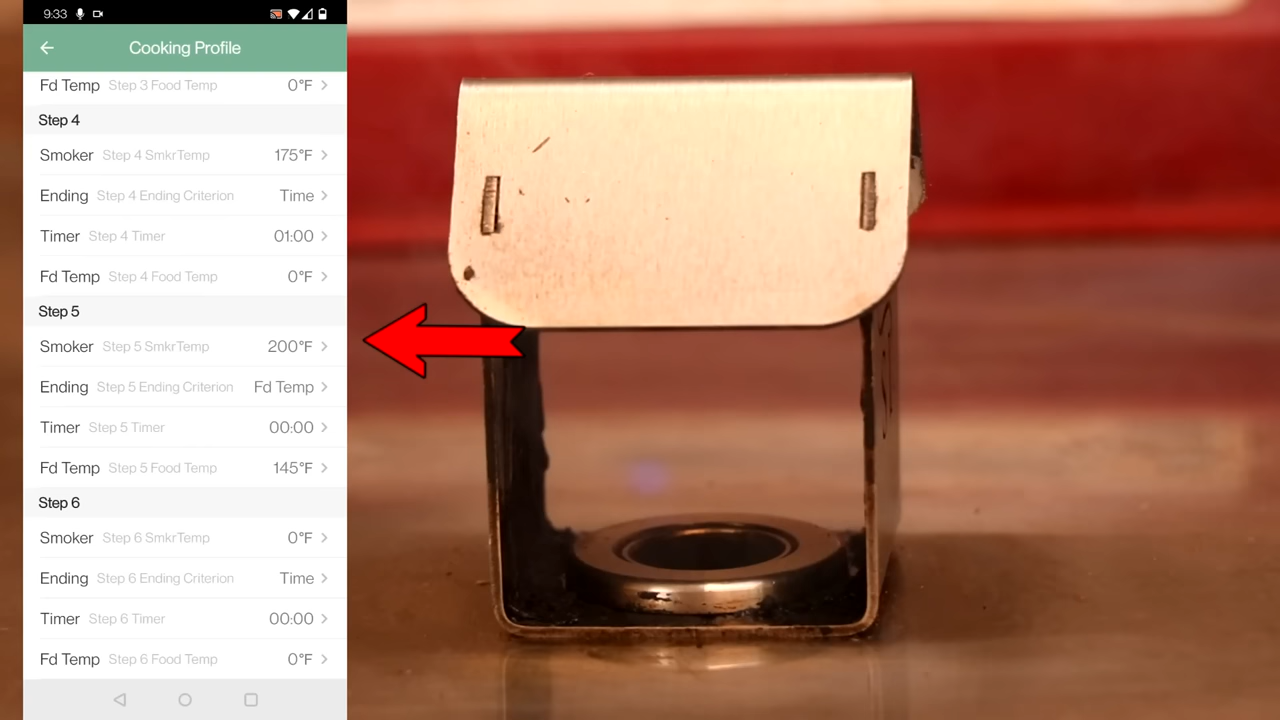 9:33
Cooking Profile
Fd Temp Step 3 Food Temp 0°F
Step 4
Smoker Step 4 SmkrTemp 175°F
Ending Step 4 Ending Criterion Time
Timer Step 4 Timer 01:00
Fd Temp Step 4 Food Temp 0°F
Step 5
Smoker Step 5 SmkrTemp 200°F
Ending Step 5 Ending Criterion Fd Temp
Timer Step 5 Timer 00:00
Fd Temp Step 5 Food Temp 145°F
Step 6
Smoker Step 6 SmkrTemp 0°F
Ending Step 6 Ending Criterion Time
Timer Step 6 Timer 00:00
Fd Temp Step 6 Food Temp 0°F